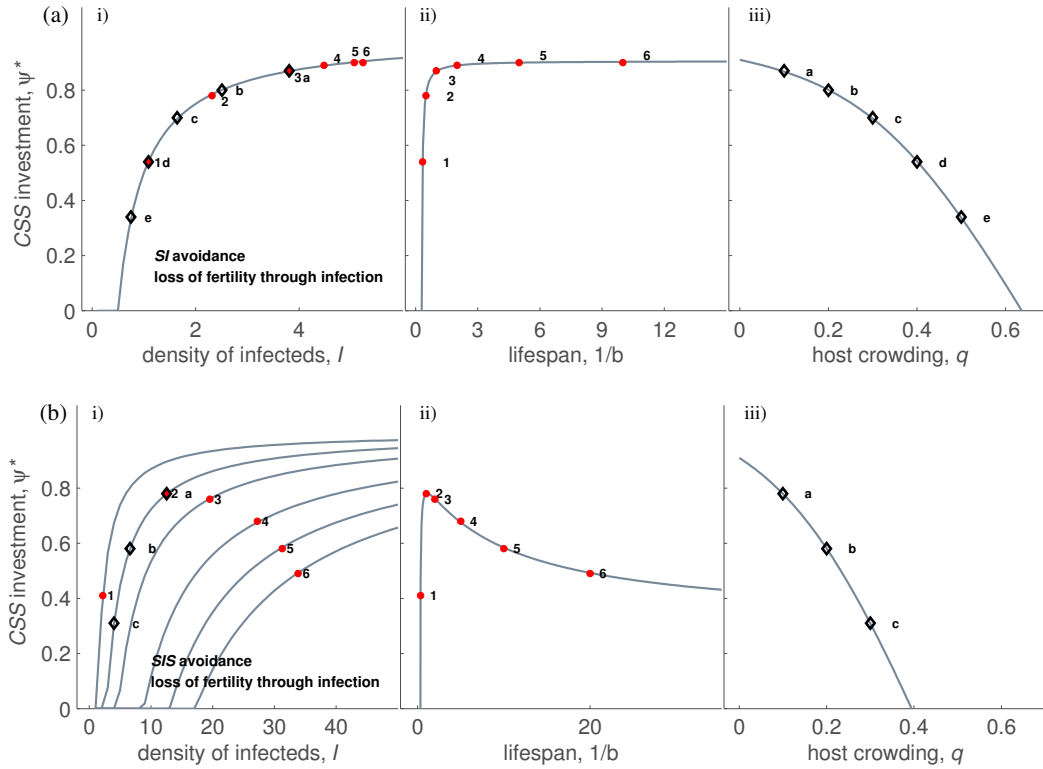 (a)
i)
ii)
iii)
CSS investment, ψ*
0.8
0.6
0.4
0.2
0
1 d
2
3 a
4
5 6
b
c
e
SI avoidance
loss of fertility through infection
0 2 4
density of infecteds, I
1
2
3
4
5
6
0 3 6 9 12
lifespan, 1/b
a
b
c
d
e
0 0.2 0.4 0.6
host crowding, q
(b)
i)
ii)
iii)
CSS investment, ψ*
0.8
0.6
0.4
0.2
0
1
2 a
3
4
5
6
b
c
SIS avoidance
loss of fertility through infection
0 10 20 30 40
density of infecteds, I
1
2
3
4
5
6
0 20
lifespan, 1/b
a
b
c
0 0.2 0.4 0.6
host crowding, q